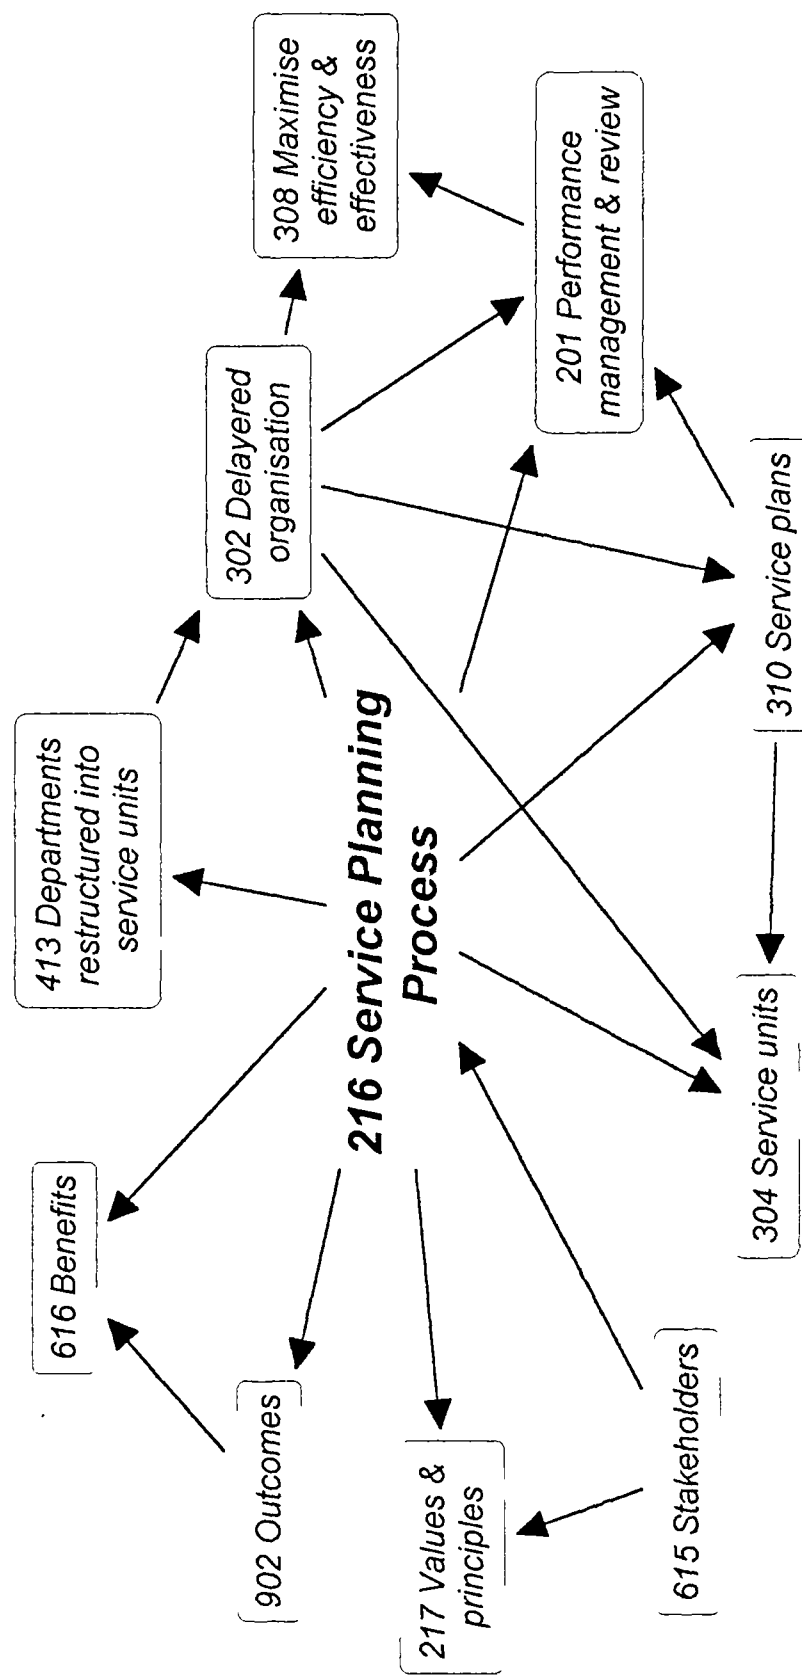 616 Benefits
413 Departments
restructured into
service units
302 Delayered
organisation
308 Maximise
efficiency &
effectiveness
902 Outcomes
216 Service Planning
Process
217 Values &
principles
201 Performance
management & review
615 Stakeholders
304 Service units
310 Service plans